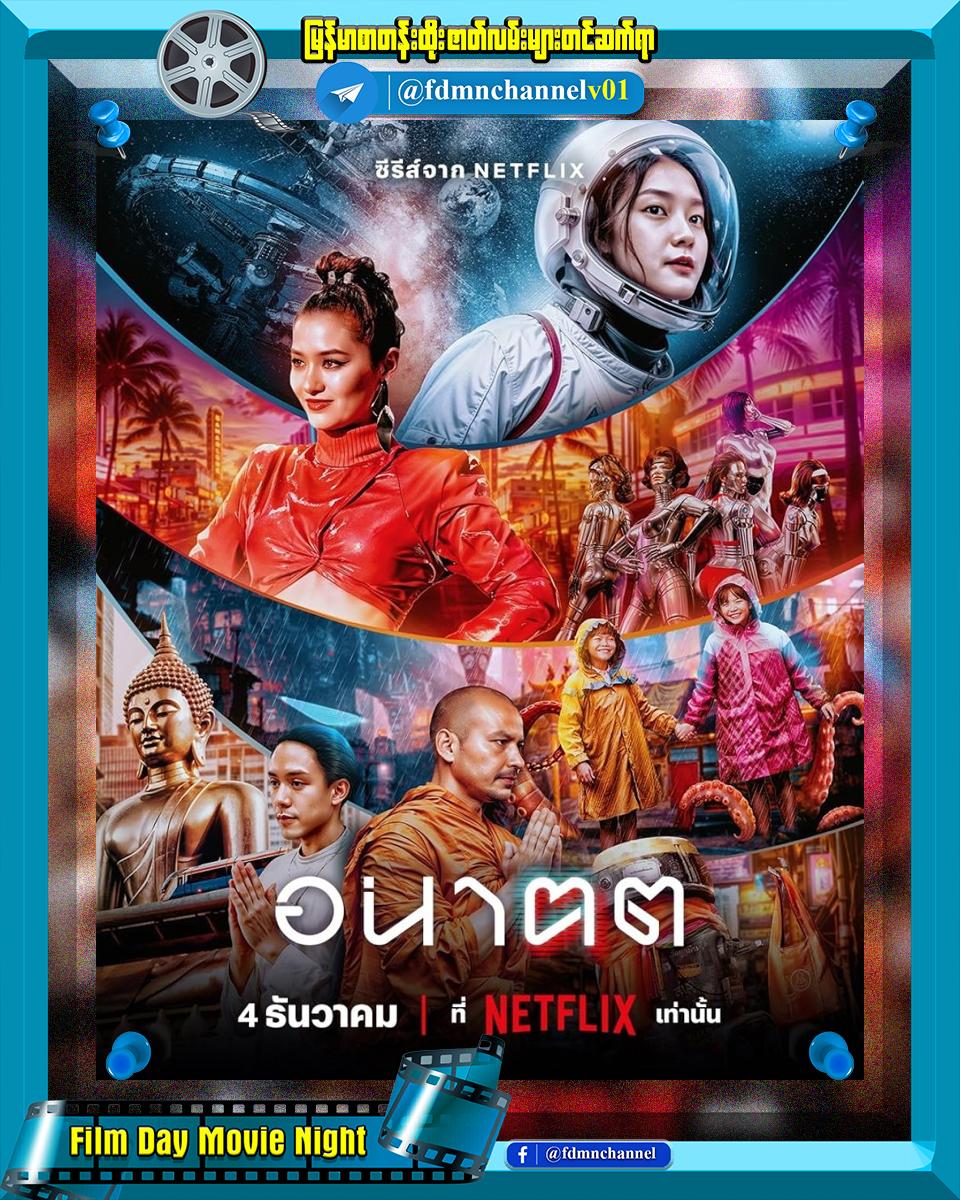 မြန်မာစာတန်းထိုးဇာတ်လမ်းများတင်ဆက်ရာ
@fdmnchannelv01
ซีรีส์จาก NETFLIX
อนาตต
4 ธันวาคม | ที่ NETFLIX เท่านั้น
Film Day Movie Night
f | @fdmnchannel